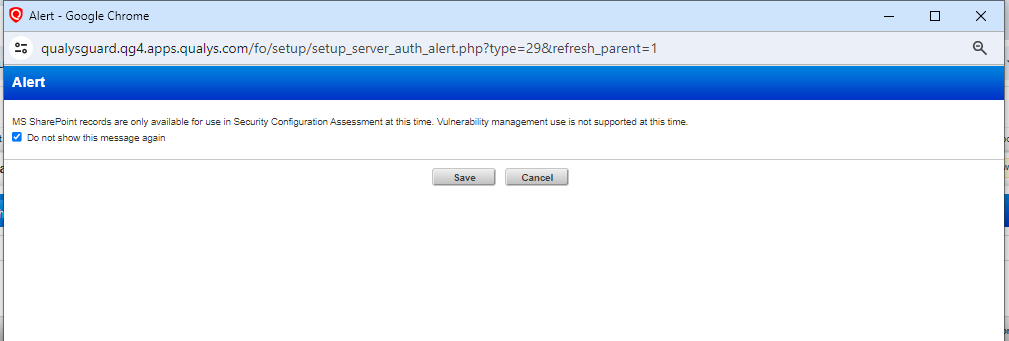 Alert - Google Chrome
qualysguard.qg4.apps.qualys.com/fo/setup/setup_server_auth_alert.php?type=29&refresh_parent=1
Alert
MS SharePoint records are only available for use in Security Configuration Assessment at this time. Vulnerability management use is not supported at this time.
Do not show this message again
Save Cancel